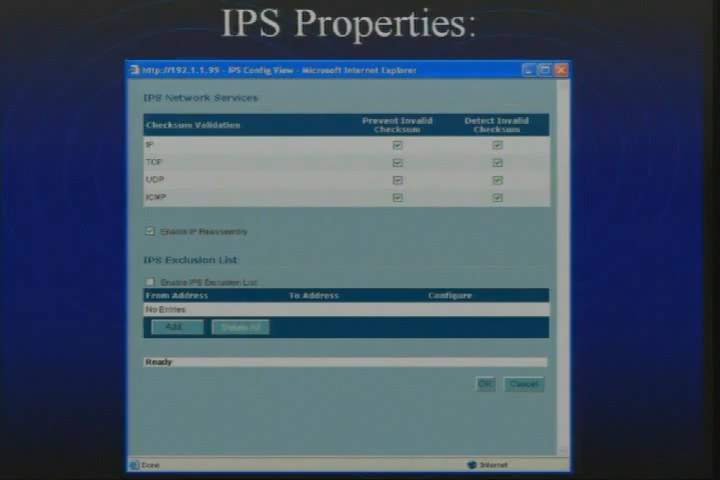 IPS Properties:
http://192.1.1.99 - IPS Config View - Microsoft Internet Explorer
IPS Network Services
Checksum Validation Prevent Invalid Checksum Detect Invalid Checksum
IP
TCP
UDP
ICMP
Enable IP Reassembly
IPS Exclusion List
Enable IPS Exclusion List
From Address To Address Configure
No Entries
Add... Delete All
Ready
OK Cancel
Done Internet